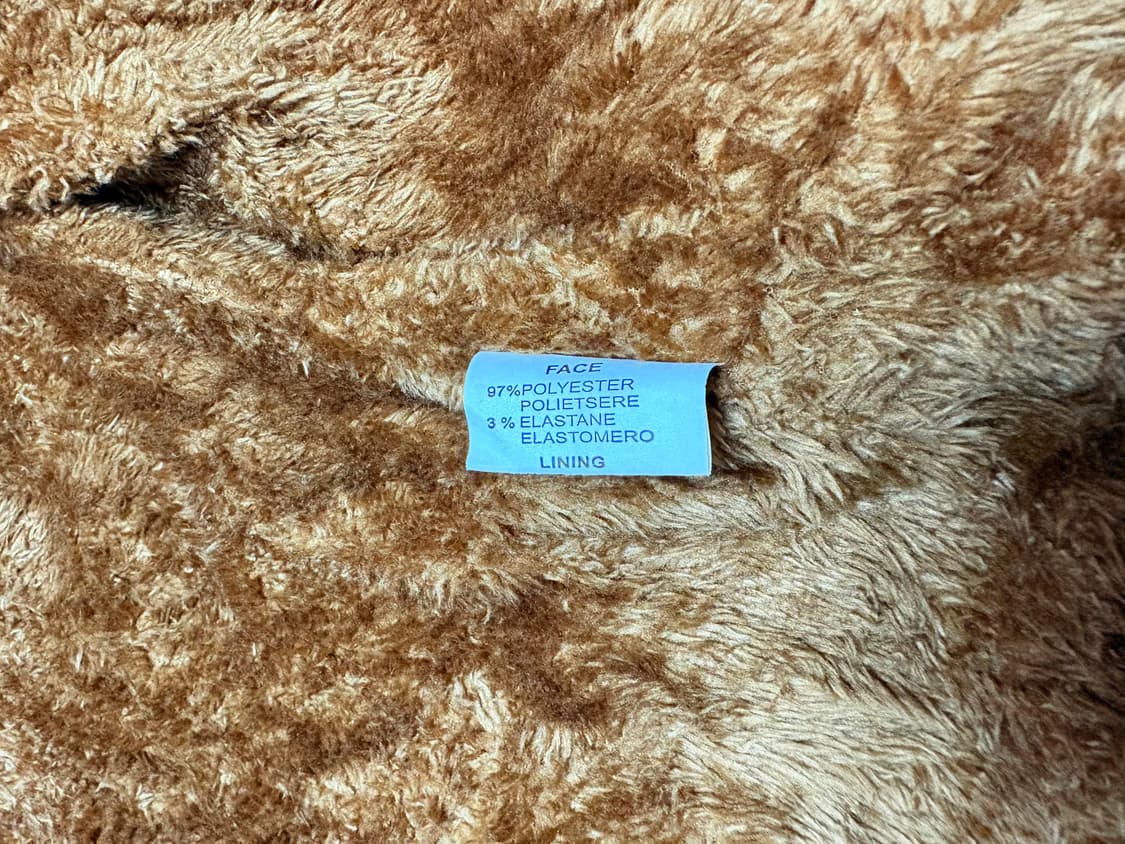 FACE
97%POLYESTER
POLIETSERE
3 % ELASTANE
ELASTOMERO
LINING